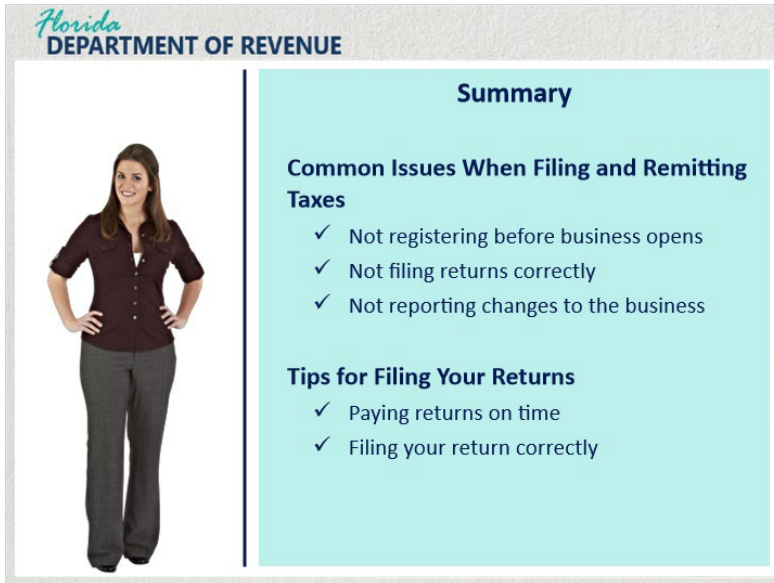 Florida
DEPARTMENT OF REVENUE
Summary
Common Issues When Filing and Remitting
Taxes
✓ Not registering before business opens
✓ Not filing returns correctly
✓ Not reporting changes to the business
Tips for Filing Your Returns
✓ Paying returns on time
✓ Filing your return correctly